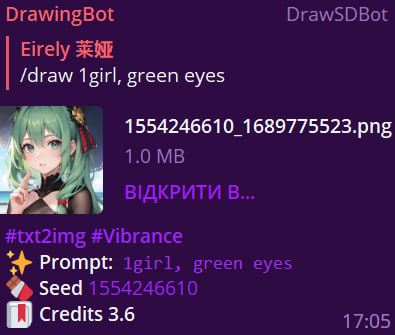 DrawingBot DrawSDBot
Eirely 莱娅
/draw 1girl, green eyes
1554246610_1689775523.png
1.0 MB
ВІДКРИТИ В...
#txt2img #Vibrance
✨ Prompt: 1girl, green eyes
🍫 Seed 1554246610
🔖 Credits 3.6
17:05